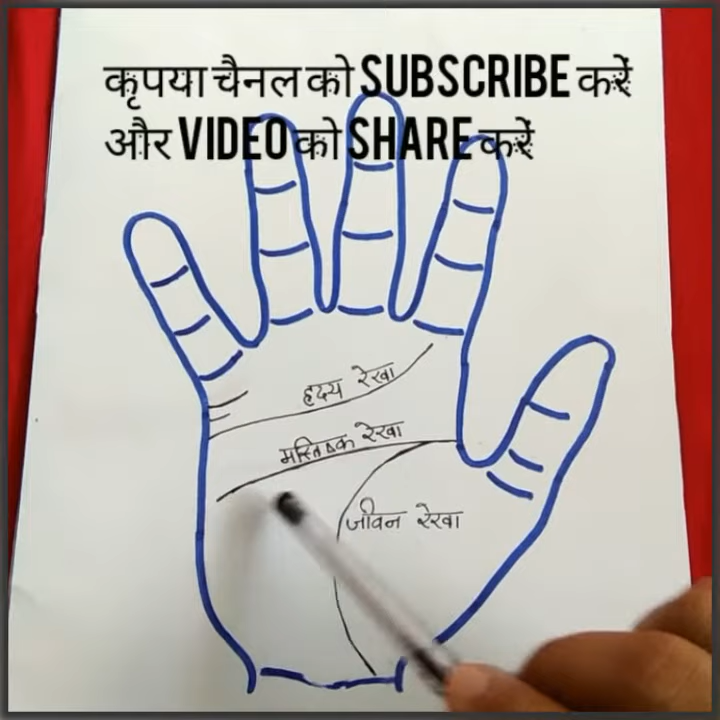 कृपया चैनल को SUBSCRIBE करें
और VIDEO को SHARE करें
हृदय रेखा
मस्तिष्क रेखा
जीवन रेखा